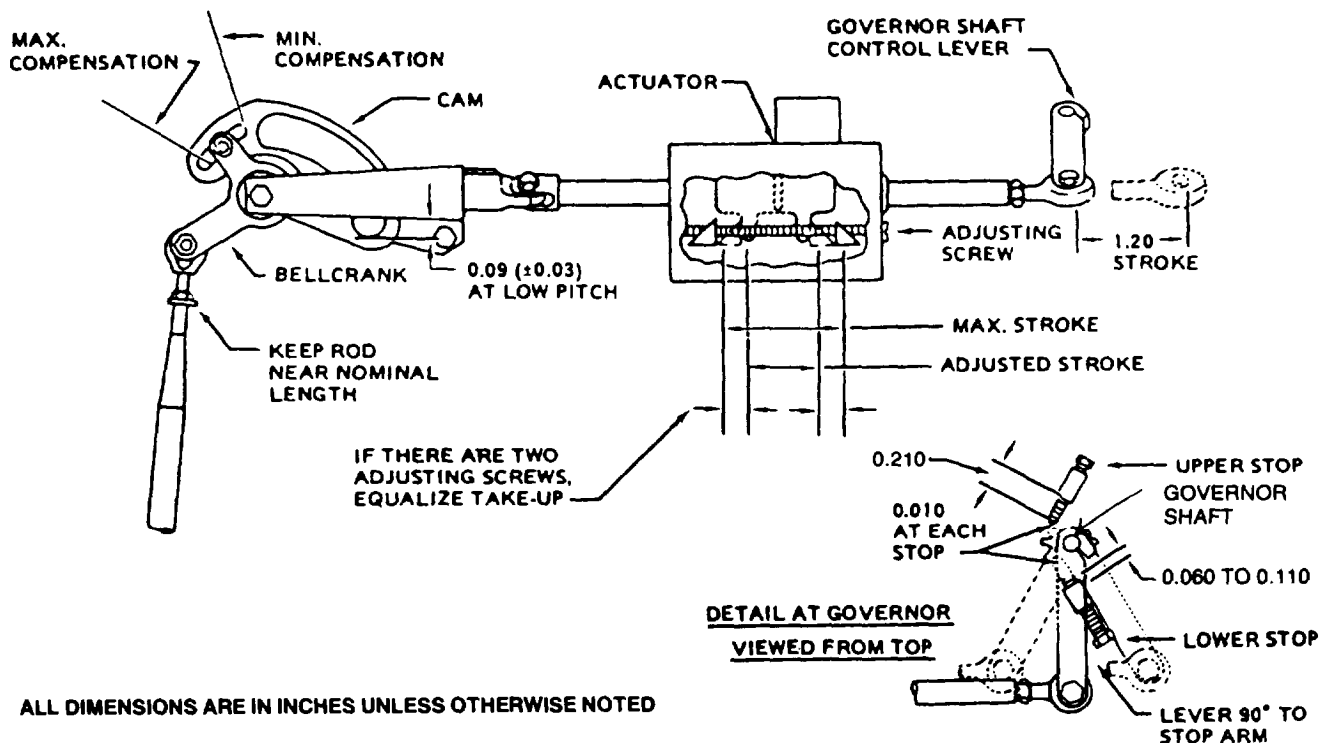 MAX.
COMPENSATION
MIN.
COMPENSATION
CAM
ACTUATOR
GOVERNOR SHAFT
CONTROL LEVER
BELLCRANK
0.09 (±0.03)
AT LOW PITCH
ADJUSTING
SCREW
1.20
STROKE
KEEP ROD
NEAR NOMINAL
LENGTH
MAX. STROKE
ADJUSTED STROKE
IF THERE ARE TWO
ADJUSTING SCREWS,
EQUALIZE TAKE-UP
0.210
UPPER STOP
GOVERNOR
SHAFT
0.010
AT EACH
STOP
0.060 TO 0.110
DETAIL AT GOVERNOR
VIEWED FROM TOP
LOWER STOP
LEVER 90° TO
STOP ARM
ALL DIMENSIONS ARE IN INCHES UNLESS OTHERWISE NOTED